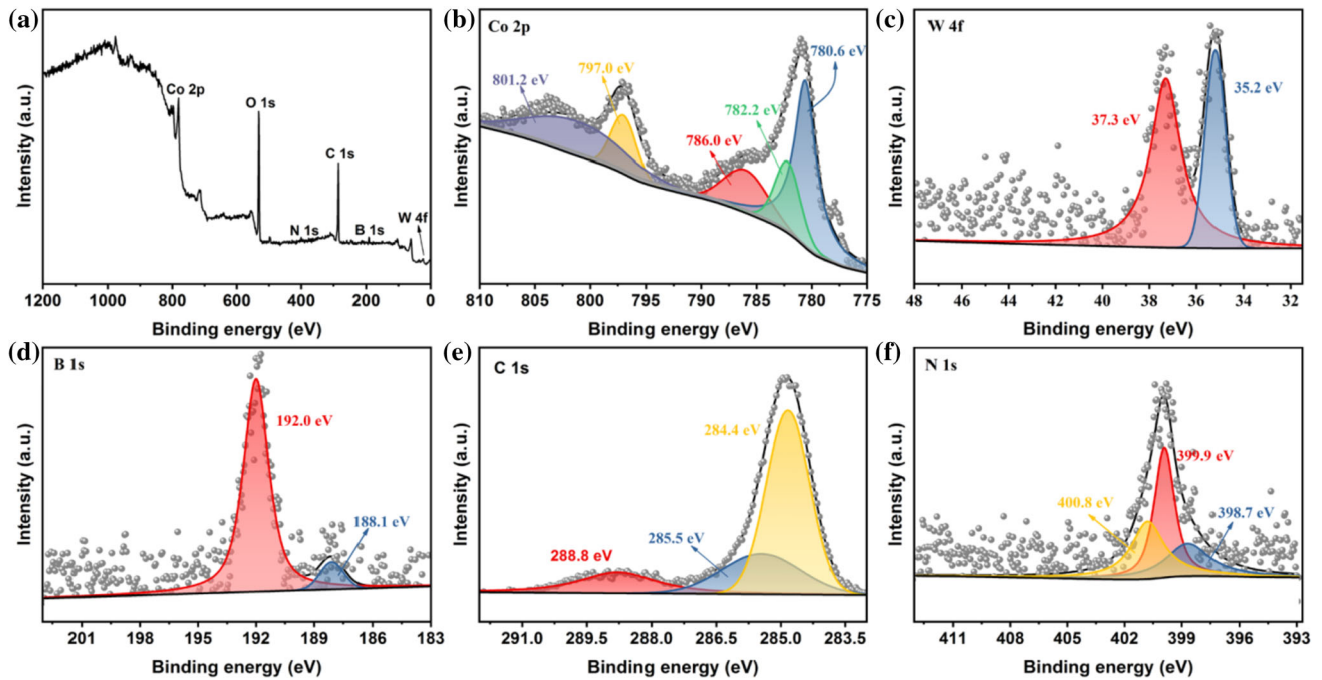 (a)
Co 2p
O 1s
C 1s
N 1s
B 1s
W 4f
Intensity (a.u.)
1200 1000 800 600 400 200 0
Binding energy (eV)
(b)
Co 2p
801.2 eV
797.0 eV
786.0 eV
782.2 eV
780.6 eV
Intensity (a.u.)
810 805 800 795 790 785 780 775
Binding energy (eV)
(c)
W 4f
37.3 eV
35.2 eV
Intensity (a.u.)
48 46 44 42 40 38 36 34 32
Binding energy (eV)
(d)
B 1s
192.0 eV
188.1 eV
Intensity (a.u.)
201 198 195 192 189 186 183
Binding energy (eV)
(e)
C 1s
288.8 eV
285.5 eV
284.4 eV
Intensity (a.u.)
291.0 289.5 288.0 286.5 285.0 283.5
Binding energy (eV)
(f)
N 1s
400.8 eV
399.9 eV
398.7 eV
Intensity (a.u.)
411 408 405 402 399 396 393
Binding energy (eV)